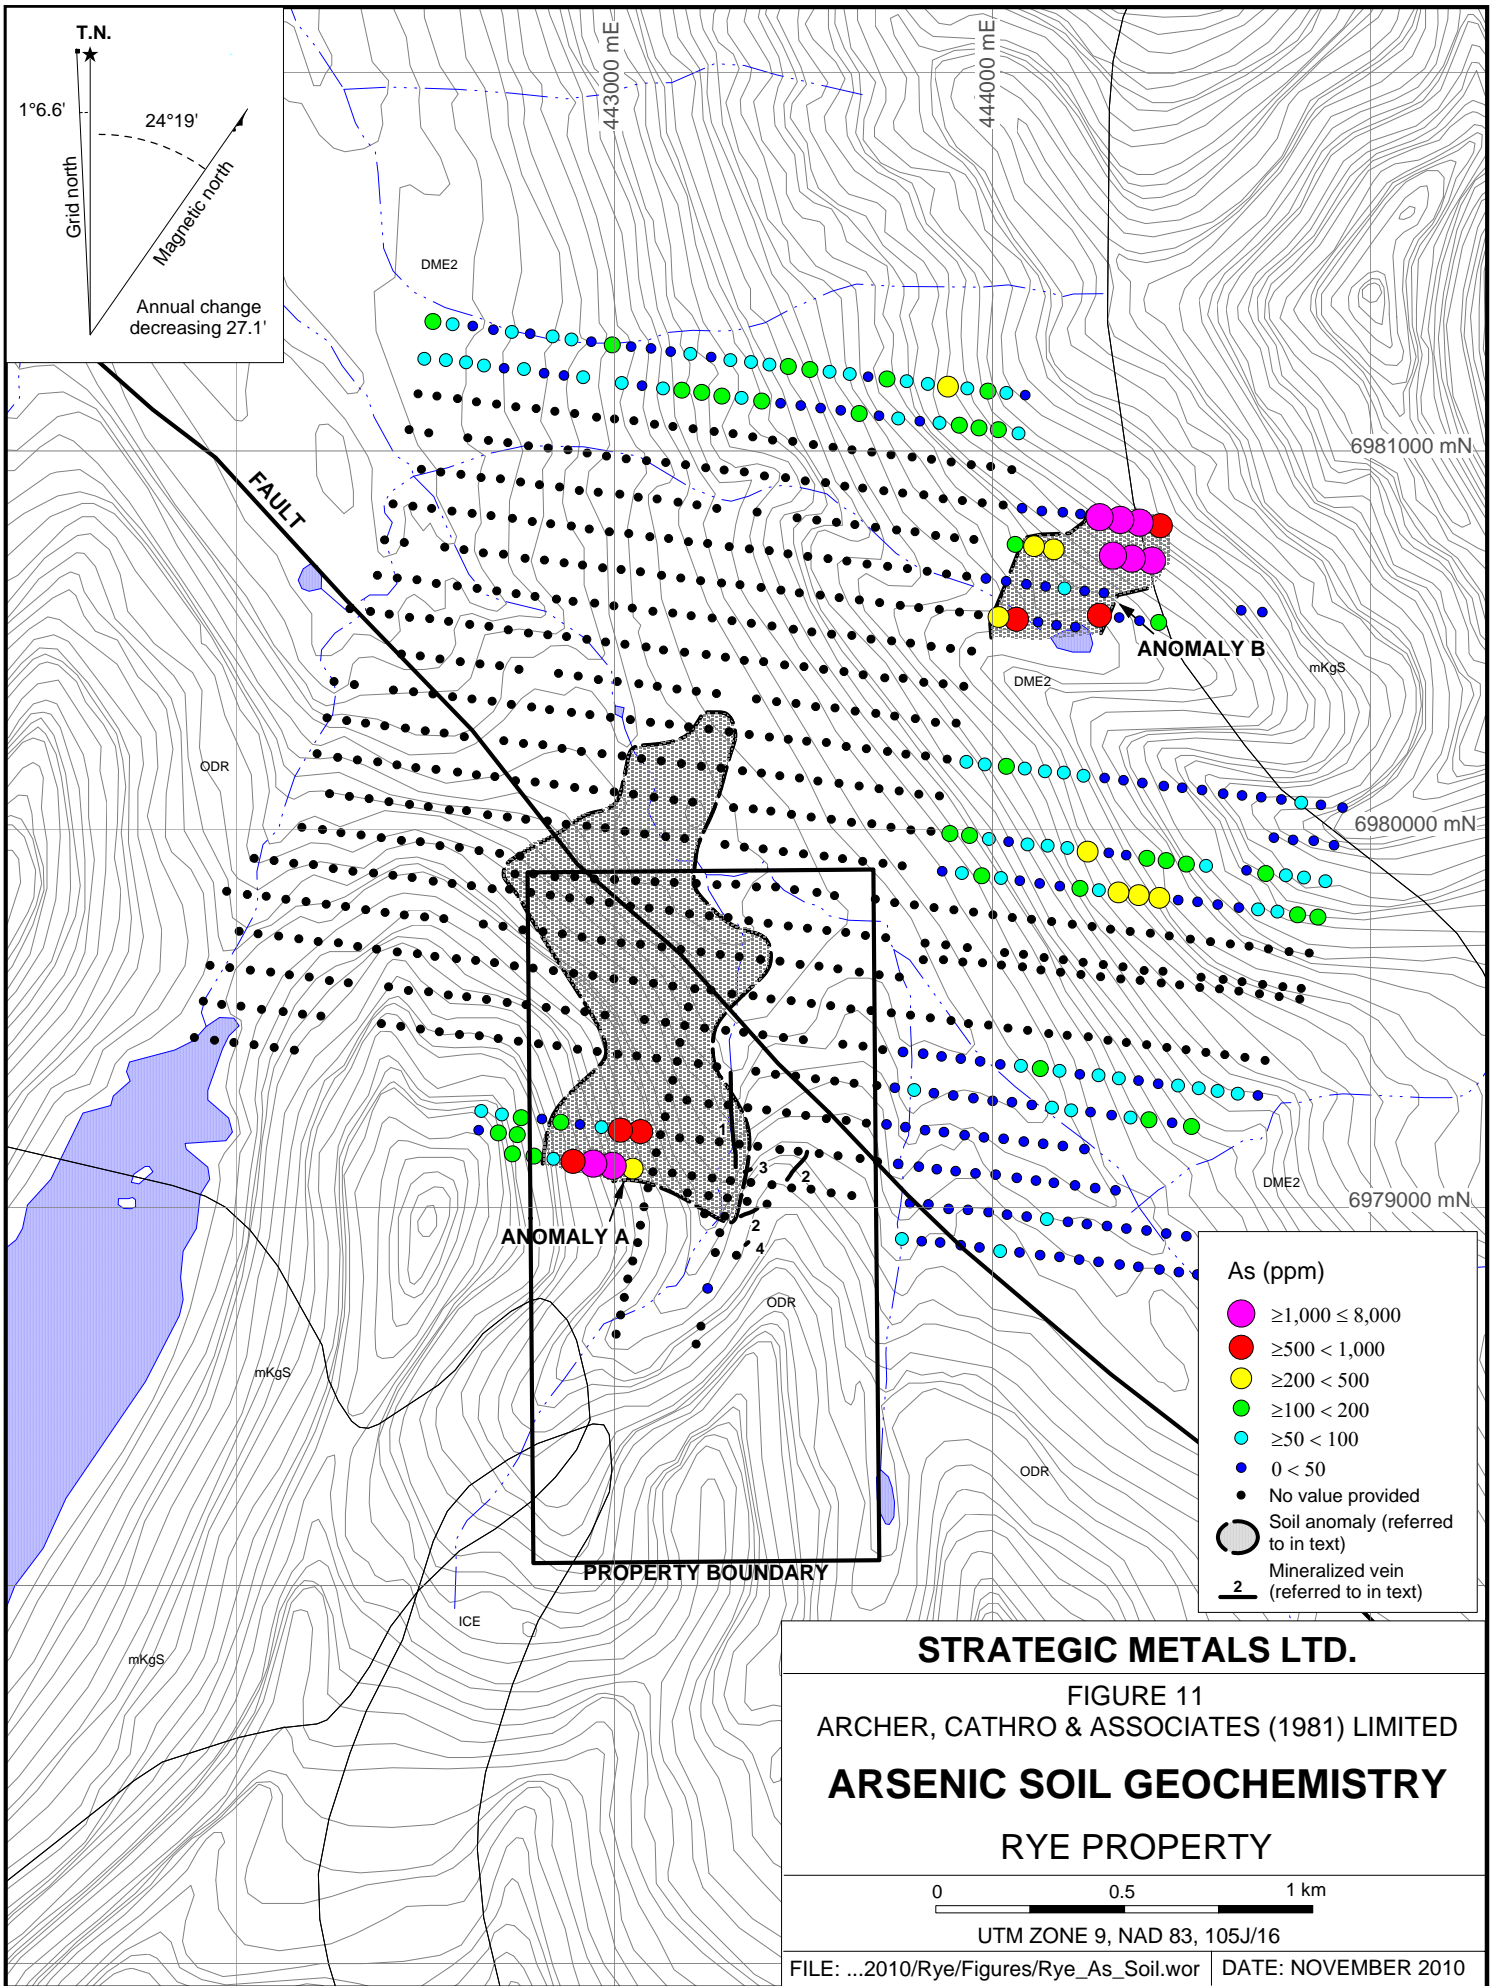 T.N.
1°6.6'
24°19'
Grid north
Magnetic north
Annual change
decreasing 27.1'
443000 mE
444000 mE
DME2
6981000 mN
FAULT
ANOMALY B
mKgS
DME2
ODR
6980000 mN
1
3
2
DME2
6979000 mN
2
ANOMALY A
4
ODR
mKgS
ODR
PROPERTY BOUNDARY
ICE
mKgS
As (ppm)
≥1,000 ≤ 8,000
≥500 < 1,000
≥200 < 500
≥100 < 200
≥50 < 100
0 < 50
No value provided
Soil anomaly (referred
to in text)
Mineralized vein
2 (referred to in text)
STRATEGIC METALS LTD.
FIGURE 11
ARCHER, CATHRO & ASSOCIATES (1981) LIMITED
ARSENIC SOIL GEOCHEMISTRY
RYE PROPERTY
0 0.5 1 km
UTM ZONE 9, NAD 83, 105J/16
FILE: ...2010/Rye/Figures/Rye_As_Soil.wor DATE: NOVEMBER 2010